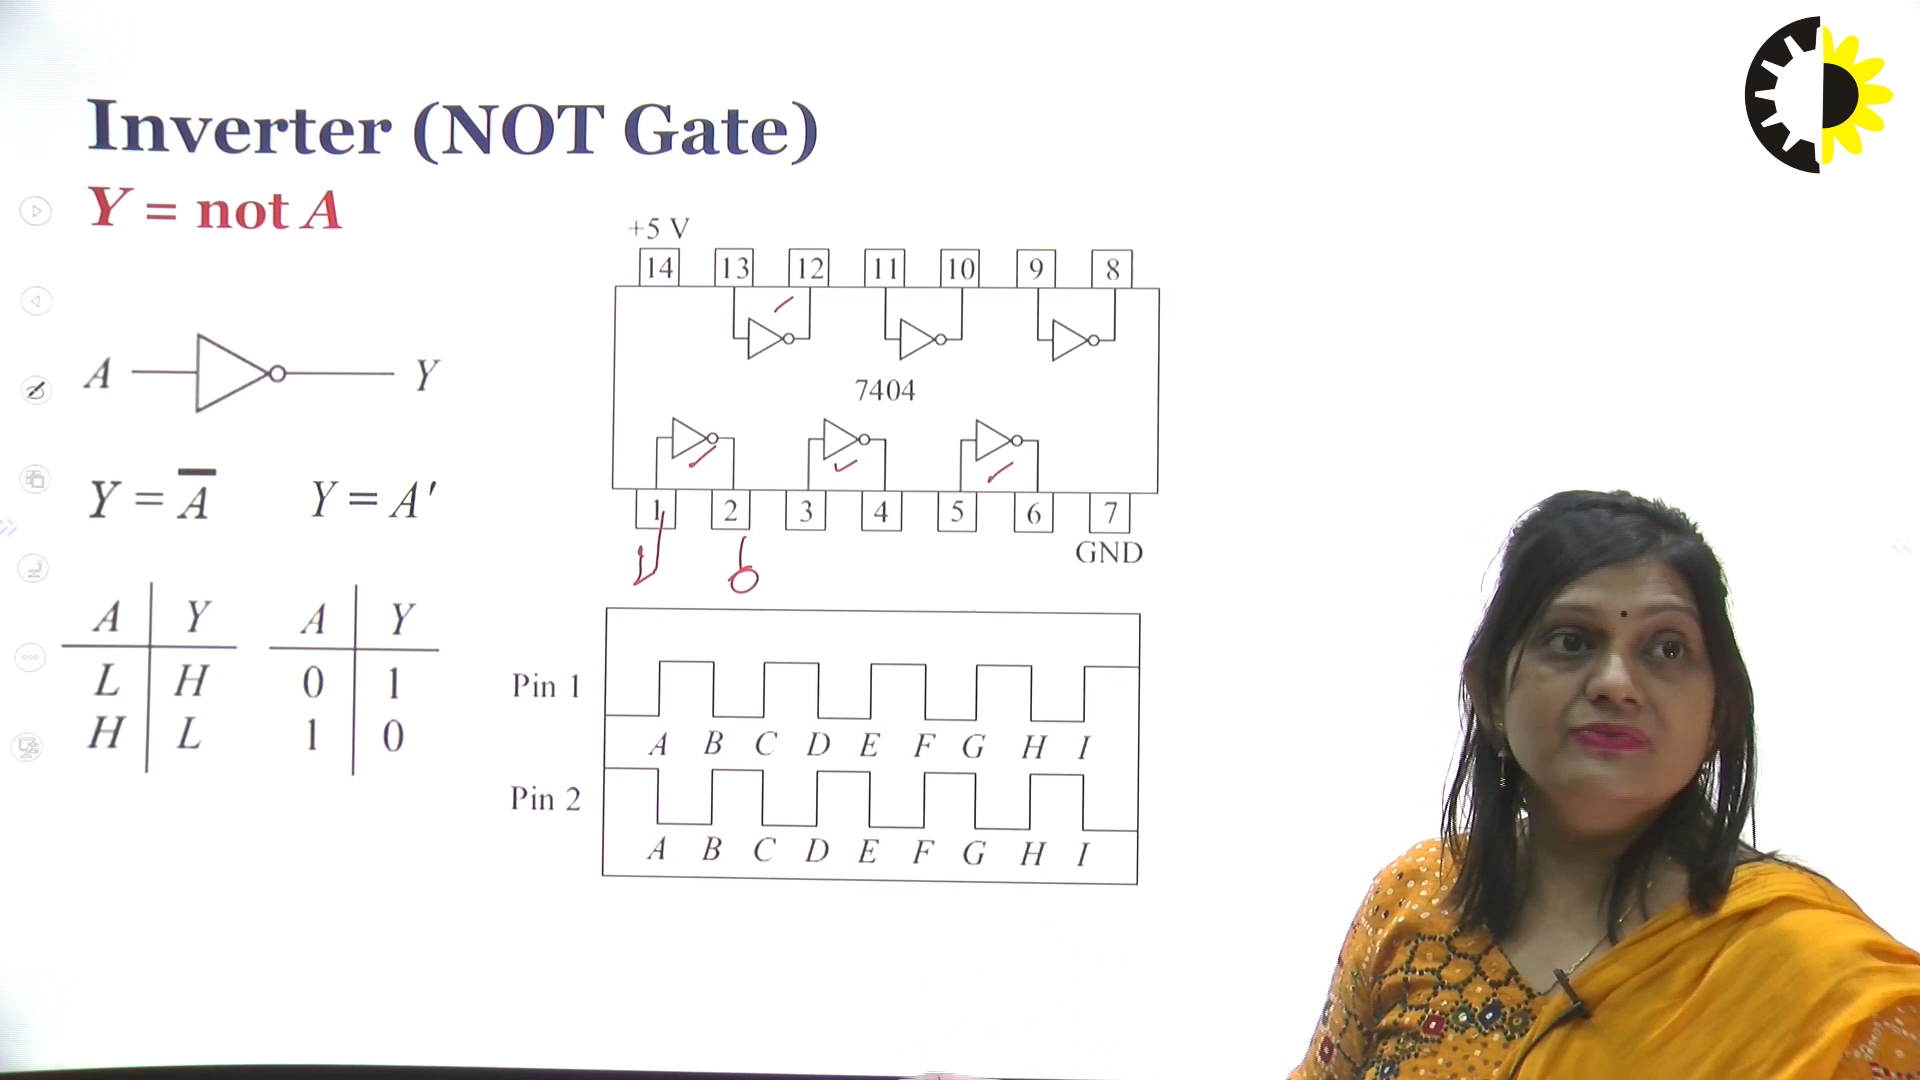 Inverter (NOT Gate)
Y = not A
+5 V
14 13 12 11 10 9 8
A Y
7404
Y = A̅ Y = A′
1 2 3 4 5 6 7
GND
A Y A Y
L H 0 1
H L 1 0
Pin 1
A B C D E F G H I
Pin 2
A B C D E F G H I